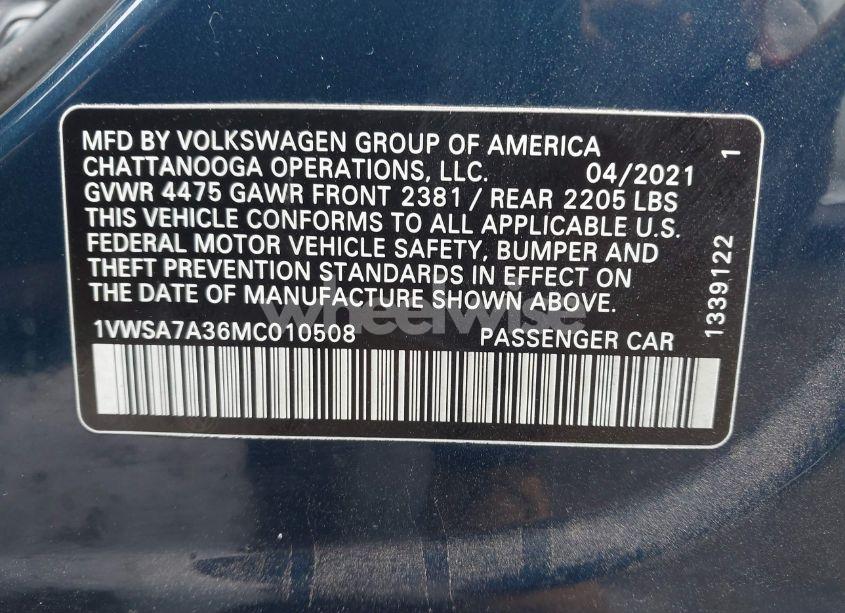 MFD BY VOLKSWAGEN GROUP OF AMERICA
CHATTANOOGA OPERATIONS, LLC. 04/2021
GVWR 4475 GAWR FRONT 2381 / REAR 2205 LBS
THIS VEHICLE CONFORMS TO ALL APPLICABLE U.S.
FEDERAL MOTOR VEHICLE SAFETY, BUMPER AND
THEFT PREVENTION STANDARDS IN EFFECT ON
THE DATE OF MANUFACTURE SHOWN ABOVE.
1VWSA7A36MC010508 PASSENGER CAR
1339122 1
wheelwise